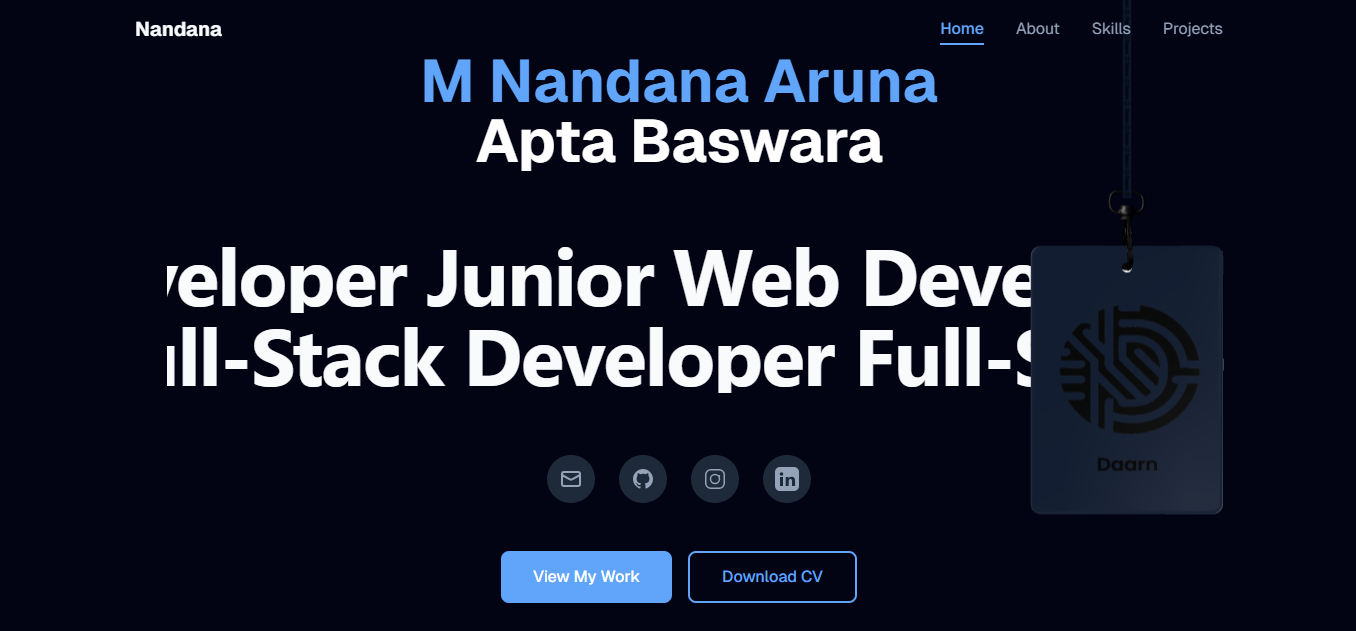 Nandana
Home About Skills Projects
M Nandana Aruna
Apta Baswara
veloper Junior Web Deve
ull-Stack Developer Full-S
Daarn
View My Work
Download CV